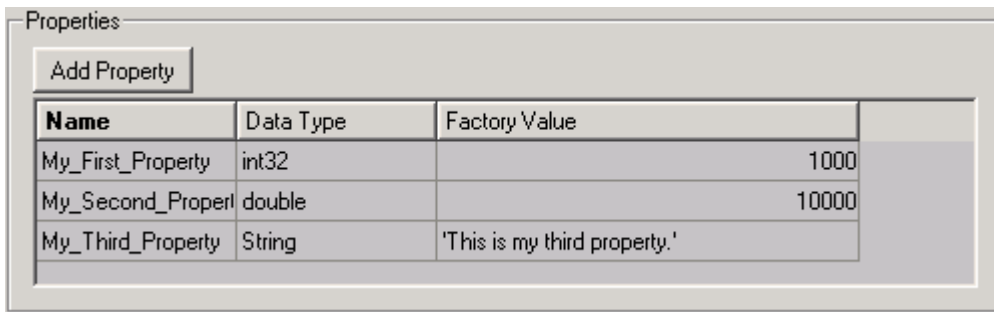 Properties
Add Property
Name Data Type Factory Value
My_First_Property int32 1000
My_Second_Propert double 10000
My_Third_Property String 'This is my third property.'